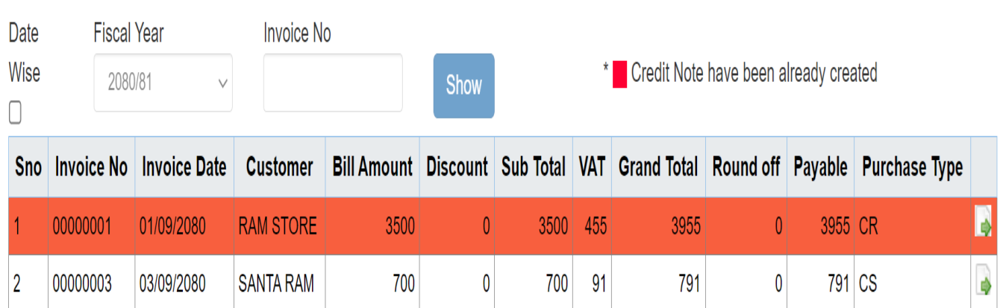 Date Fiscal Year Invoice No
Wise 2080/81 Show * Credit Note have been already created
Sno Invoice No Invoice Date Customer Bill Amount Discount Sub Total VAT Grand Total Round off Payable Purchase Type
1 00000001 01/09/2080 RAM STORE 3500 0 3500 455 3955 0 3955 CR
2 00000003 03/09/2080 SANTA RAM 700 0 700 91 791 0 791 CS